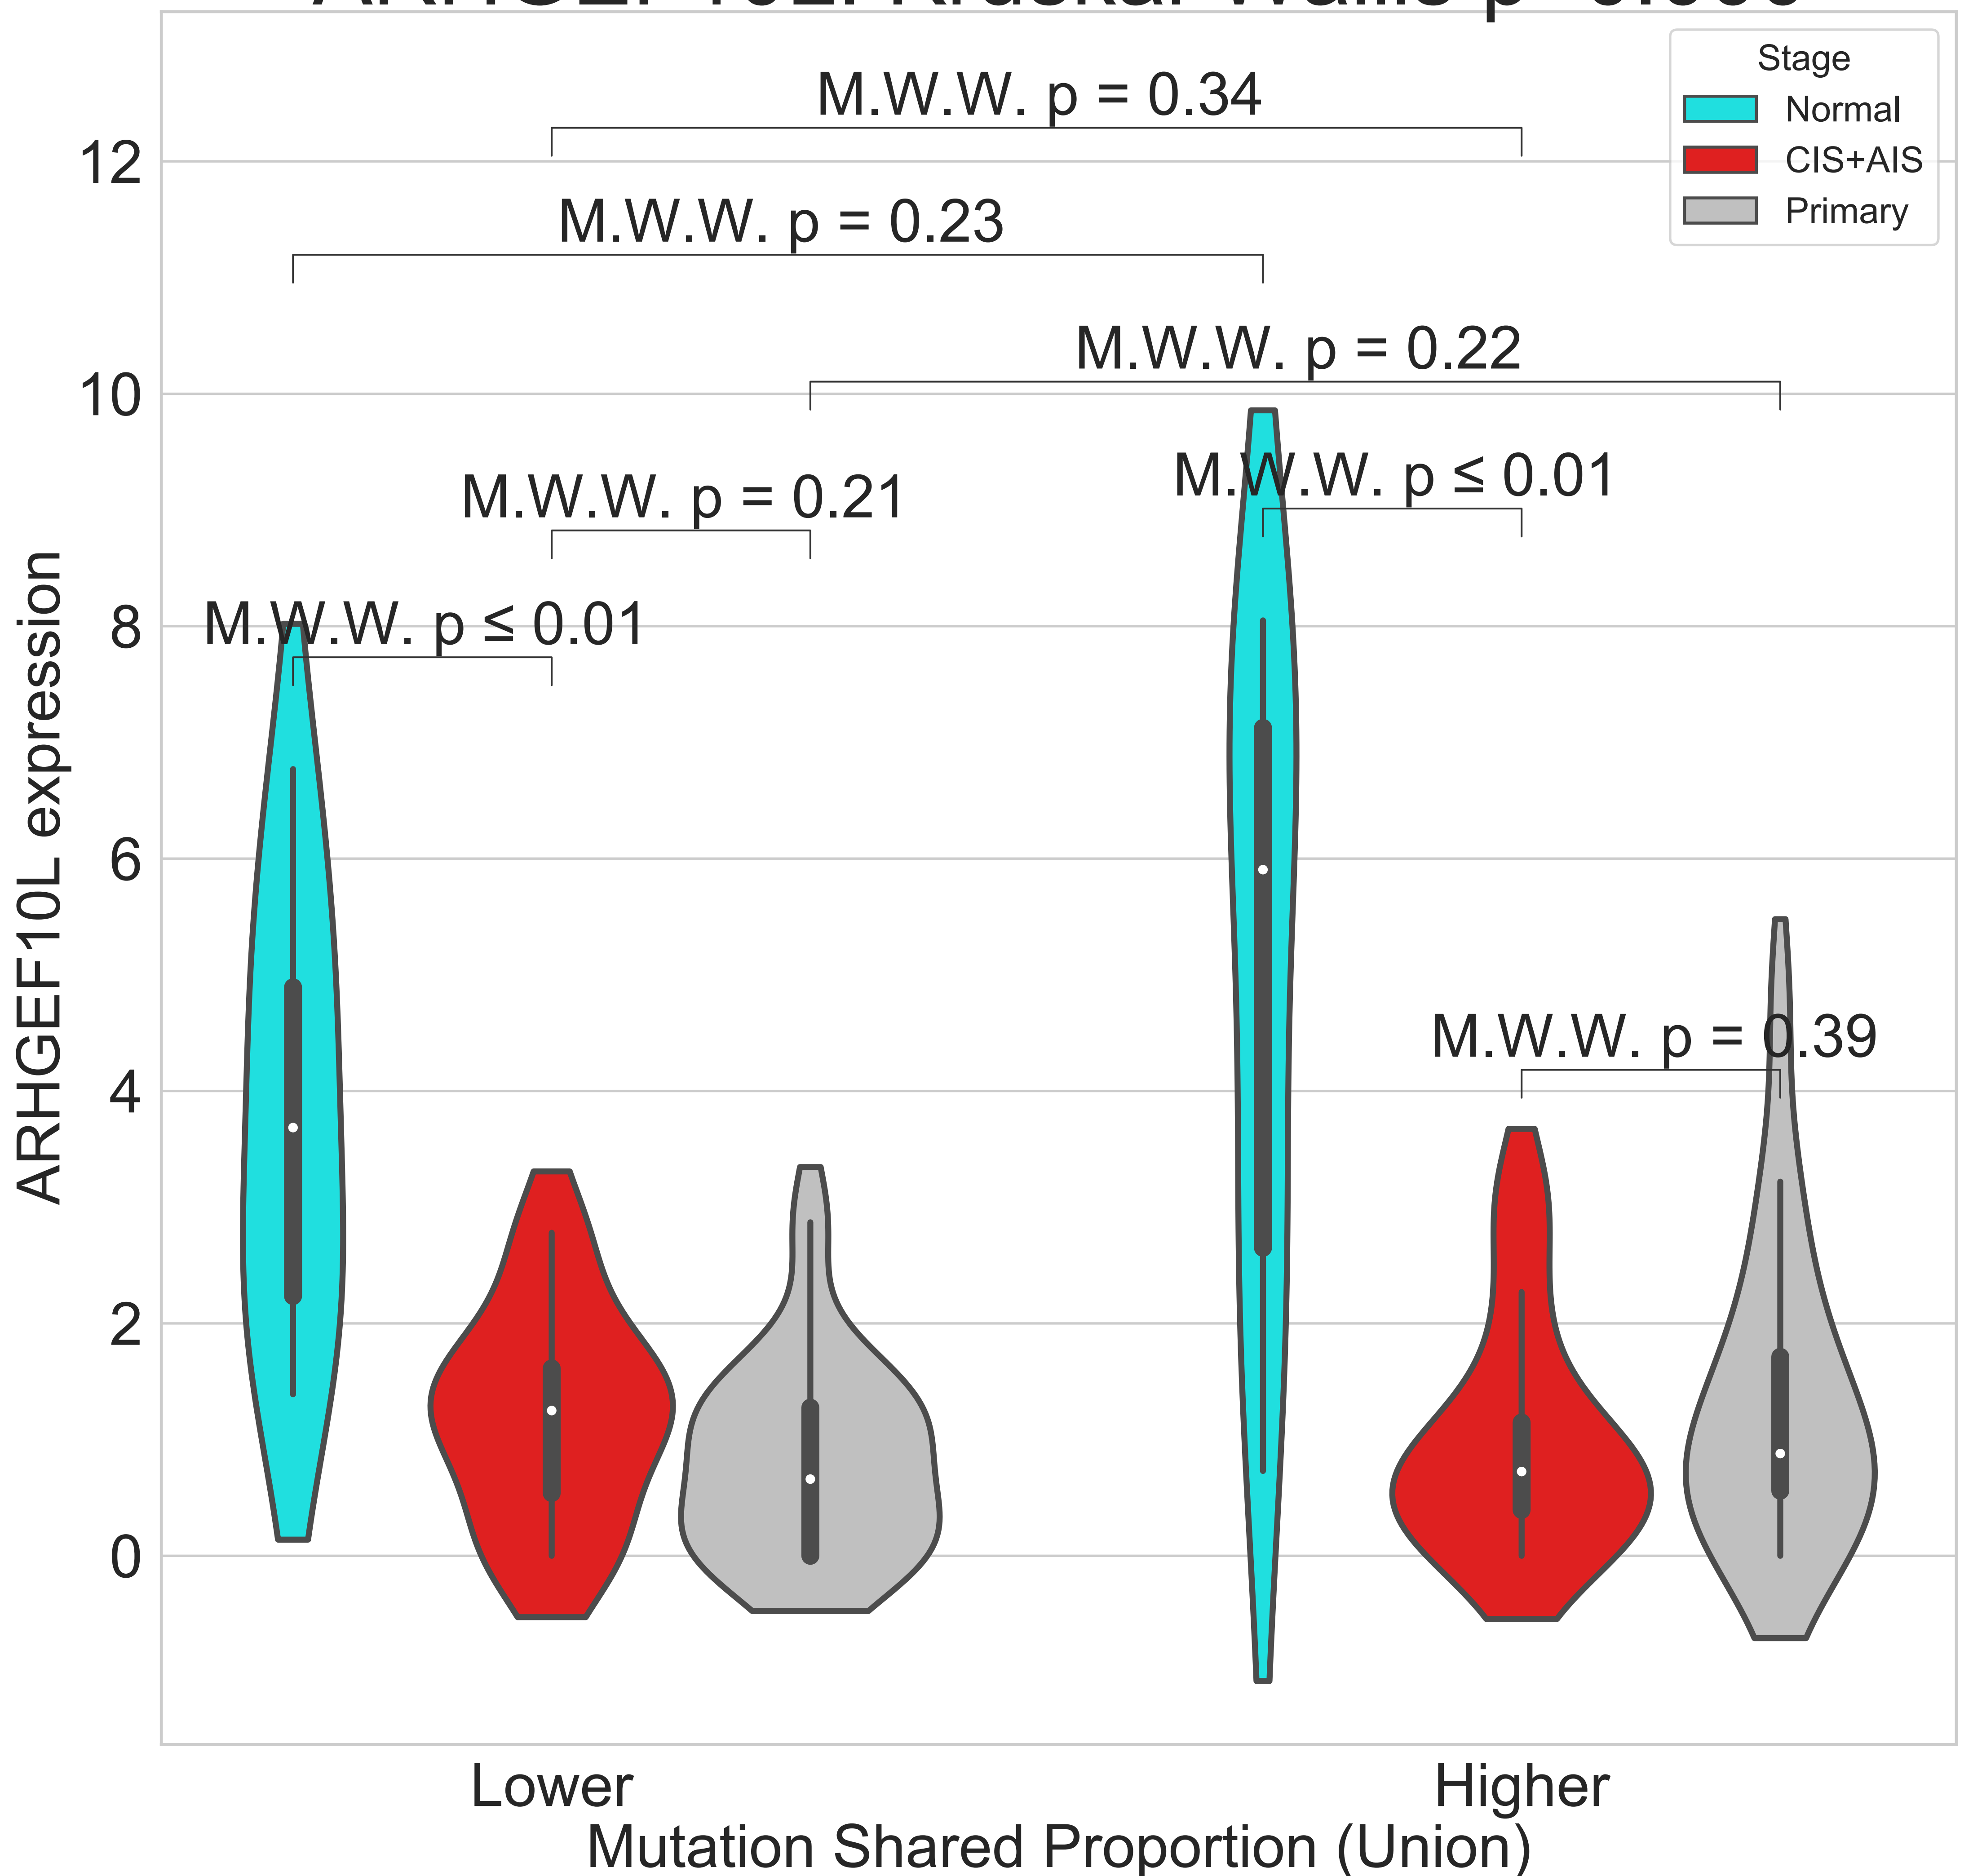 M.W.W. p = 0.34
M.W.W. p = 0.23
M.W.W. p = 0.22
M.W.W. p ≤ 0.01
M.W.W. p = 0.21
M.W.W. p ≤ 0.01
M.W.W. p = 0.39
Stage
Normal
CIS+AIS
Primary
12
10
8
6
4
2
0
ARHGEF10L expression
Lower
Higher
Mutation Shared Proportion (Union)